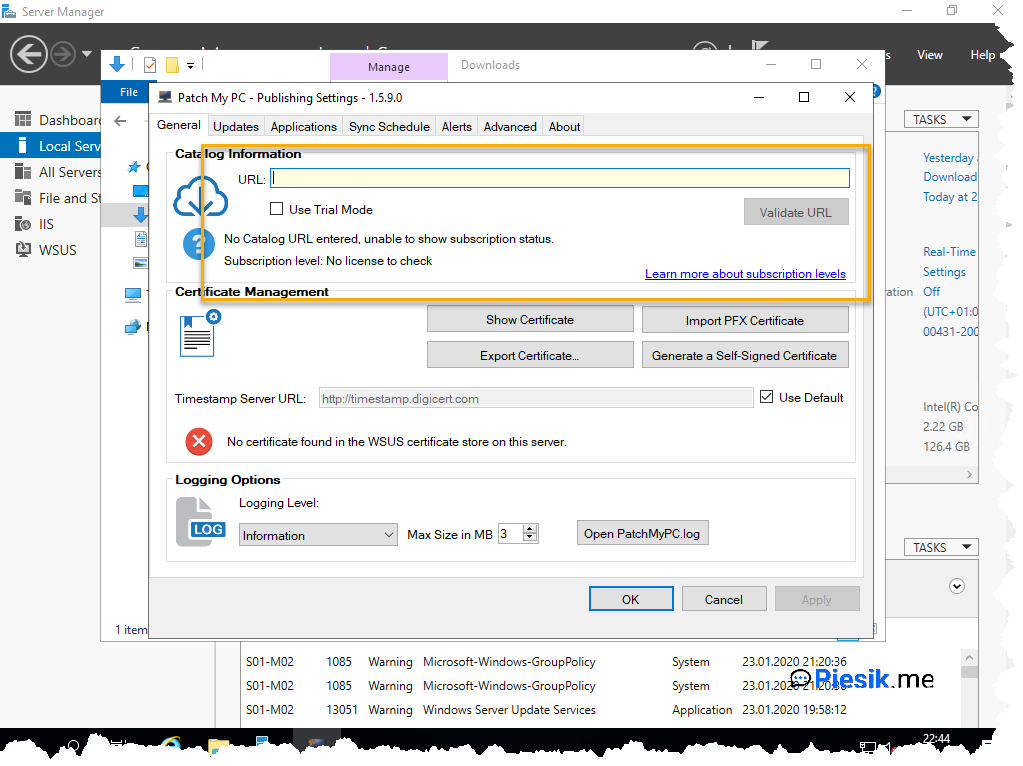 Server Manager
View
Help
Manage
Downloads
File
Patch My PC - Publishing Settings - 1.5.9.0
General Updates Applications Sync Schedule Alerts Advanced About
Dashboard
Local Serv
All Servers
File and St
IIS
WSUS
Catalog Information
URL:
Use Trial Mode
Validate URL
?
No Catalog URL entered, unable to show subscription status.
Subscription level: No license to check
Learn more about subscription levels
Certificate Management
Show Certificate
Import PFX Certificate
Export Certificate...
Generate a Self-Signed Certificate
Timestamp Server URL: http://timestamp.digicert.com
Use Default
No certificate found in the WSUS certificate store on this server.
Logging Options
LOG
Logging Level:
Information
Max Size in MB 3
Open PatchMyPC.log
OK
Cancel
Apply
1 item
TASKS
Yesterday
Download
Today at 2
Real-Time
Settings
ration Off
(UTC+01:0
00431-200
Intel(R) Co
2.22 GB
126.4 GB
TASKS
S01-M02 1085 Warning Microsoft-Windows-GroupPolicy System 23.01.2020 21:20:36
S01-M02 1085 Warning Microsoft-Windows-GroupPolicy System 23.01.2020 21:20:36
S01-M02 13051 Warning Windows Server Update Services Application 23.01.2020 19:58:12
Piesik.me
22:44